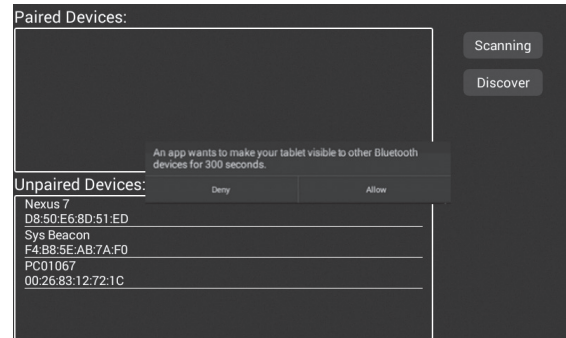 Paired Devices:
Scanning
Discover
An app wants to make your tablet visible to other Bluetooth
devices for 300 seconds.
Deny
Allow
Unpaired Devices:
Nexus 7
D8:50:E6:8D:51:ED
Sys Beacon
F4:B8:5E:AB:7A:F0
PC01067
00:26:83:12:72:1C